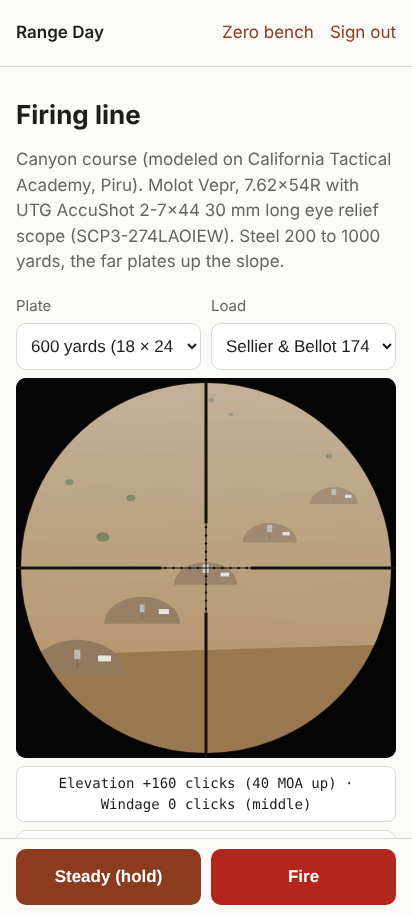 Range Day
Zero bench Sign out
Firing line
Canyon course (modeled on California Tactical
Academy, Piru). Molot Vepr, 7.62×54R with
UTG AccuShot 2-7×44 30 mm long eye relief
scope (SCP3-274LAOIEW). Steel 200 to 1000
yards, the far plates up the slope.
Plate
Load
600 yards (18 × 24
Sellier & Bellot 174
Elevation +160 clicks (40 MOA up) ·
Windage 0 clicks (middle)
Steady (hold)
Fire